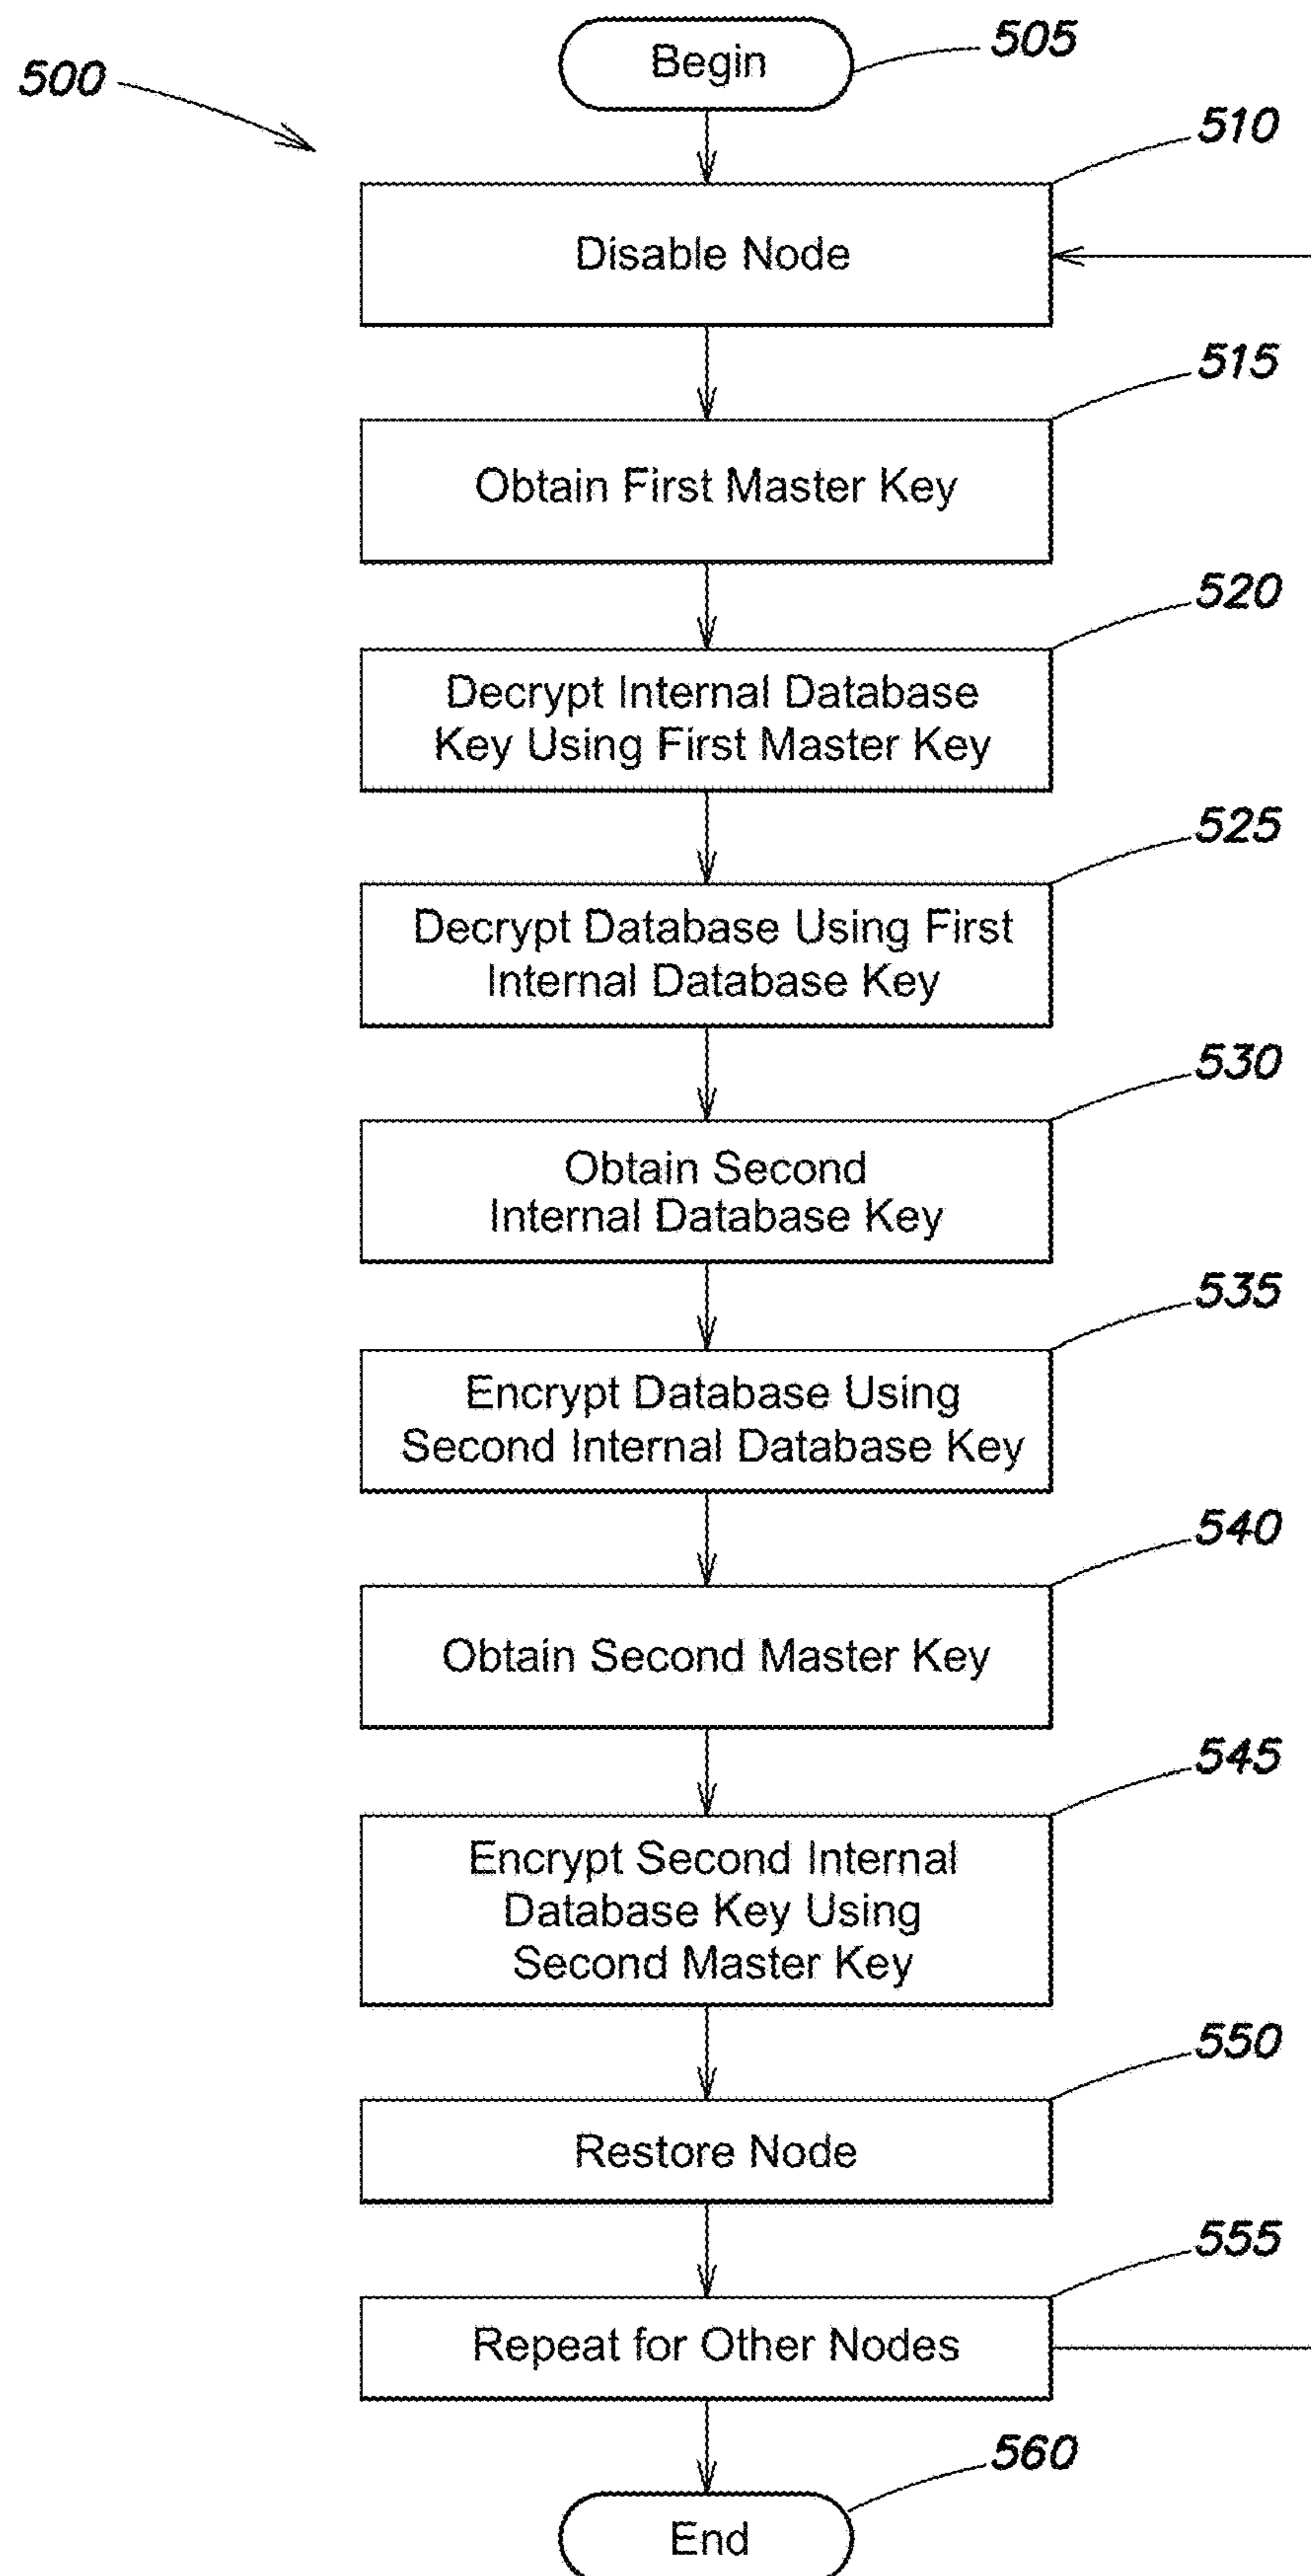 Begin
505
500
510
Disable Node
515
Obtain First Master Key
520
Decrypt Internal Database
Key Using First Master Key
525
Decrypt Database Using First
Internal Database Key
530
Obtain Second
Internal Database Key
535
Encrypt Database Using
Second Internal Database Key
540
Obtain Second Master Key
545
Encrypt Second Internal
Database Key Using
Second Master Key
550
Restore Node
555
Repeat for Other Nodes
560
End